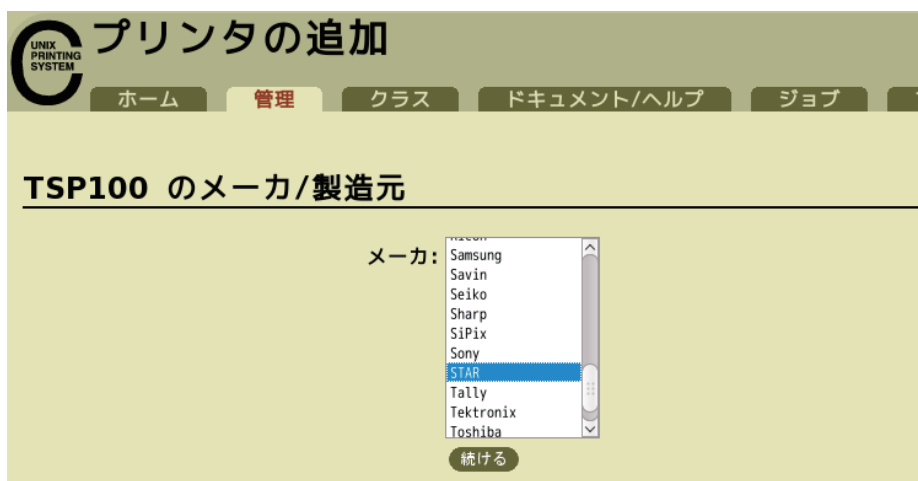 UNIX
PRINTING
SYSTEM
プリンタの追加
ホーム 管理 クラス ドキュメント/ヘルプ ジョブ
TSP100 のメーカ/製造元
メーカ:
Samsung
Savin
Seiko
Sharp
SiPix
Sony
STAR
Tally
Tektronix
Toshiba
続ける